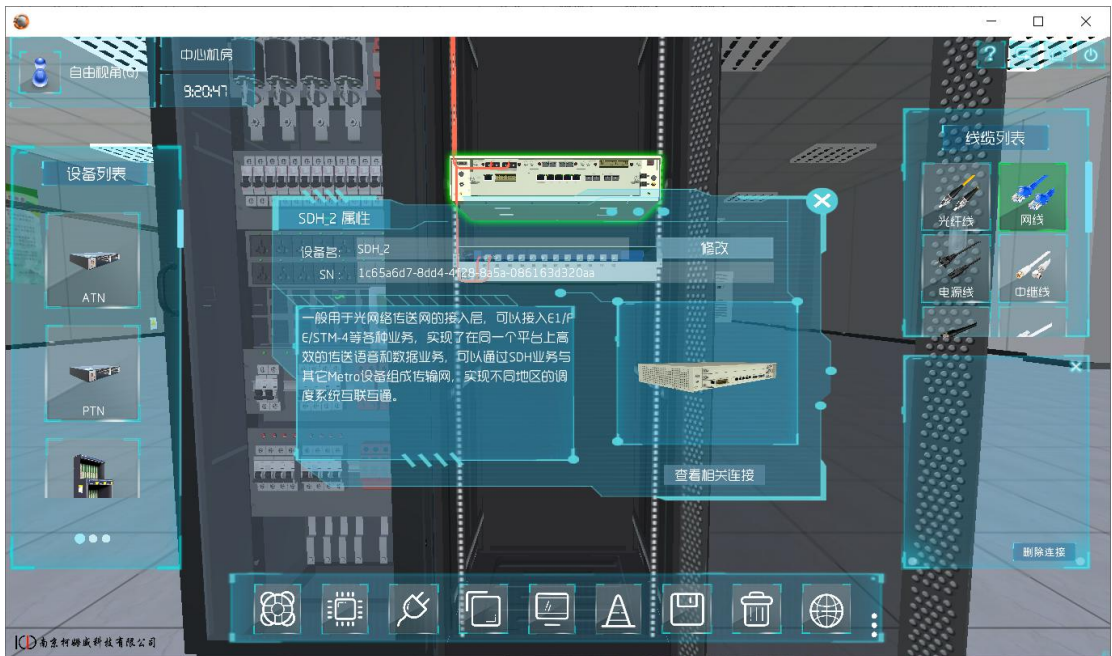 自由视角(Q)
中心机房
9:20:47
?
设备列表
ATN
PTN
SDH_2 属性
设备名:
SDH_2
修改
SN:
1c65a6d7-8dd4-4f28-8a5a-086163d320aa
一般用于光网络传送网的接入层，可以接入E1/F
E/STM-4等各种业务，实现了在同一个平台上高
效的传送语音和数据业务，可以通过SDH业务与
其它Metro设备组成传输网，实现不同地区的调
度系统互联互通。
查看相关连接
线缆列表
光纤线
网线
电源线
中继线
删除连接
南京柯姆威科技有限公司